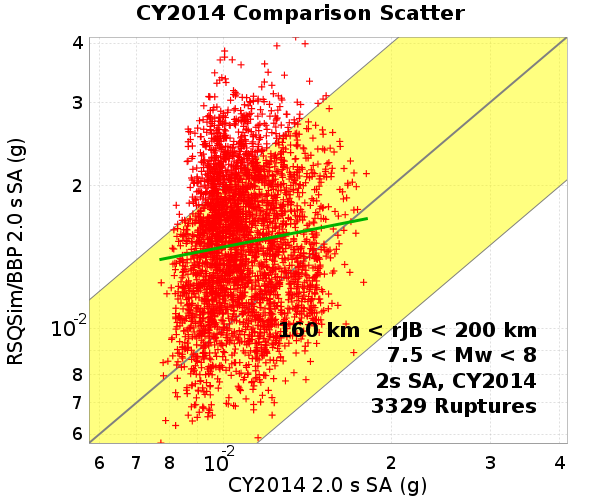 CY2014 Comparison Scatter
RSQSim/BBP 2.0 s SA (g)
4
3
2
10-2
8
7
6
160 km < rJB < 200 km
7.5 < Mw < 8
2s SA, CY2014
3329 Ruptures
6 7 8 10-2 2 3 4
CY2014 2.0 s SA (g)